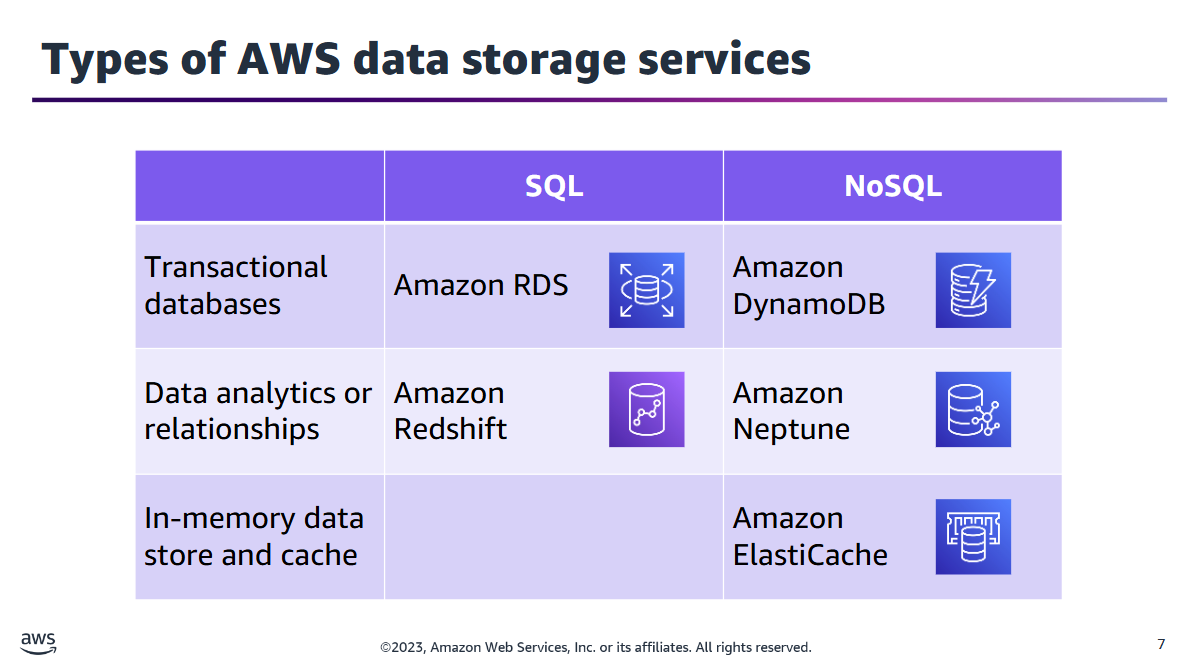 Types of AWS data storage services
SQL
NoSQL
Transactional
databases
Amazon RDS
Amazon
DynamoDB
Data analytics or
relationships
Amazon
Redshift
Amazon
Neptune
In-memory data
store and cache
Amazon
ElastiCache
aws
©2023, Amazon Web Services, Inc. or its affiliates. All rights reserved.
7